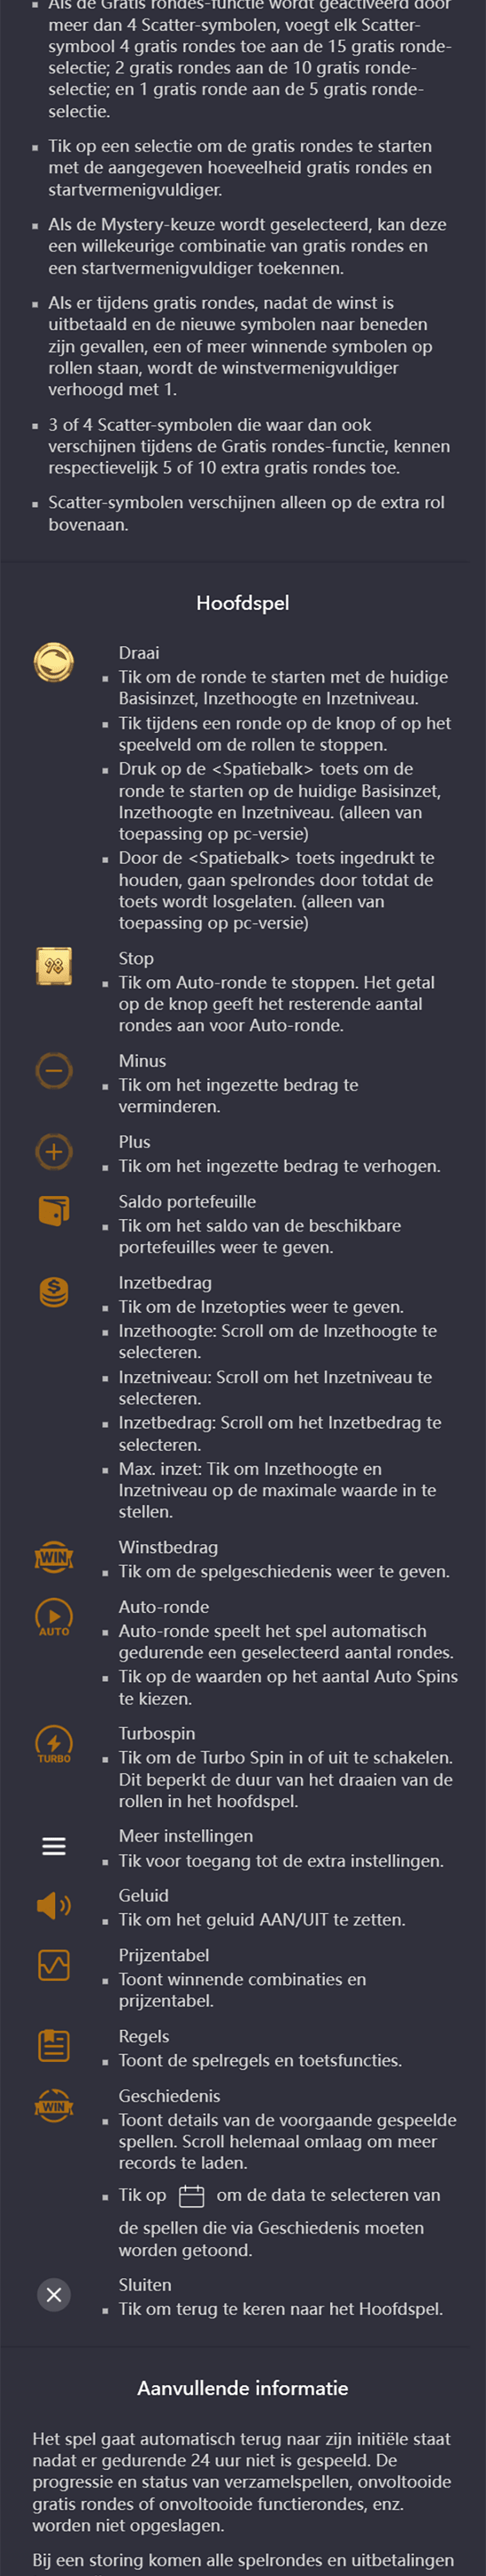 Als de Gratis rondes-functie wordt geactiveerd door
meer dan 4 Scatter-symbolen, voegt elk Scatter-
symbool 4 gratis rondes toe aan de 15 gratis ronde-
selectie; 2 gratis rondes aan de 10 gratis ronde-
selectie; en 1 gratis ronde aan de 5 gratis ronde-
selectie.
Tik op een selectie om de gratis rondes te starten
met de aangegeven hoeveelheid gratis rondes en
startvermenigvuldiger.
Als de Mystery-keuze wordt geselecteerd, kan deze
een willekeurige combinatie van gratis rondes en
een startvermenigvuldiger toekennen.
Als er tijdens gratis rondes, nadat de winst is
uitbetaald en de nieuwe symbolen naar beneden
zijn gevallen, een of meer winnende symbolen op
rollen staan, wordt de winstvermenigvuldiger
verhoogd met 1.
3 of 4 Scatter-symbolen die waar dan ook
verschijnen tijdens de Gratis rondes-functie, kennen
respectievelijk 5 of 10 extra gratis rondes toe.
Scatter-symbolen verschijnen alleen op de extra rol
bovenaan.
Hoofdspel
Draai
Tik om de ronde te starten met de huidige
Basisinzet, Inzethoogte en Inzetniveau.
Tik tijdens een ronde op de knop of op het
speelveld om de rollen te stoppen.
Druk op de <Spatiebalk> toets om de
ronde te starten op de huidige Basisinzet,
Inzethoogte en Inzetniveau. (alleen van
toepassing op pc-versie)
Door de <Spatiebalk> toets ingedrukt te
houden, gaan spelrondes door totdat de
toets wordt losgelaten. (alleen van
toepassing op pc-versie)
98
Stop
Tik om Auto-ronde te stoppen. Het getal
op de knop geeft het resterende aantal
rondes aan voor Auto-ronde.
Minus
Tik om het ingezette bedrag te
verminderen.
Plus
Tik om het ingezette bedrag te verhogen.
Saldo portefeuille
Tik om het saldo van de beschikbare
portefeuilles weer te geven.
Inzetbedrag
Tik om de Inzetopties weer te geven.
Inzethoogte: Scroll om de Inzethoogte te
selecteren.
Inzetniveau: Scroll om het Inzetniveau te
selecteren.
Inzetbedrag: Scroll om het Inzetbedrag te
selecteren.
Max. inzet: Tik om Inzethoogte en
Inzetniveau op de maximale waarde in te
stellen.
WIN
Winstbedrag
Tik om de spelgeschiedenis weer te geven.
AUTO
Auto-ronde
Auto-ronde speelt het spel automatisch
gedurende een geselecteerd aantal rondes.
Tik op de waarden op het aantal Auto Spins
te kiezen.
TURBO
Turbospin
Tik om de Turbo Spin in of uit te schakelen.
Dit beperkt de duur van het draaien van de
rollen in het hoofdspel.
Meer instellingen
Tik voor toegang tot de extra instellingen.
Geluid
Tik om het geluid AAN/UIT te zetten.
Prijzentabel
Toont winnende combinaties en
prijzentabel.
Regels
Toont de spelregels en toetsfuncties.
WIN
Geschiedenis
Toont details van de voorgaande gespeelde
spellen. Scroll helemaal omlaag om meer
records te laden.
Tik op om de data te selecteren van
de spellen die via Geschiedenis moeten
worden getoond.
Sluiten
Tik om terug te keren naar het Hoofdspel.
Aanvullende informatie
Het spel gaat automatisch terug naar zijn initiële staat
nadat er gedurende 24 uur niet is gespeeld. De
progressie en status van verzamelspellen, onvoltooide
gratis rondes of onvoltooide functierondes, enz.
worden niet opgeslagen.
Bij een storing komen alle spelrondes en uitbetalingen